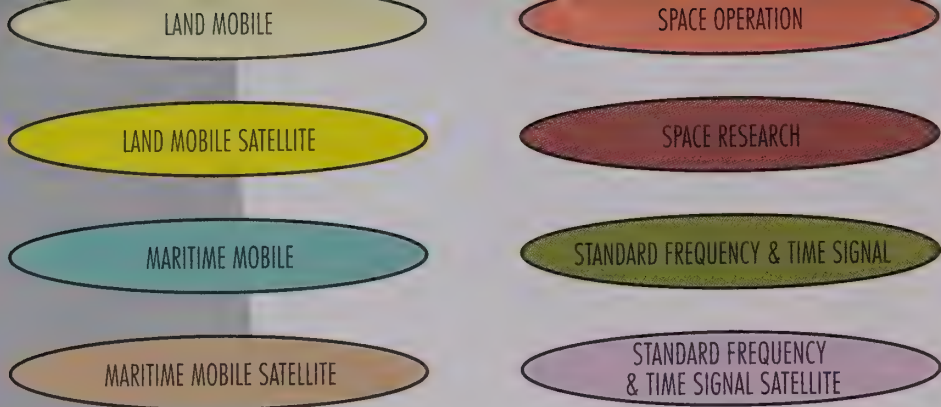 LAND MOBILE
LAND MOBILE SATELLITE
MARITIME MOBILE
MARITIME MOBILE SATELLITE
SPACE OPERATION
SPACE RESEARCH
STANDARD FREQUENCY & TIME SIGNAL
STANDARD FREQUENCY
& TIME SIGNAL SATELLITE